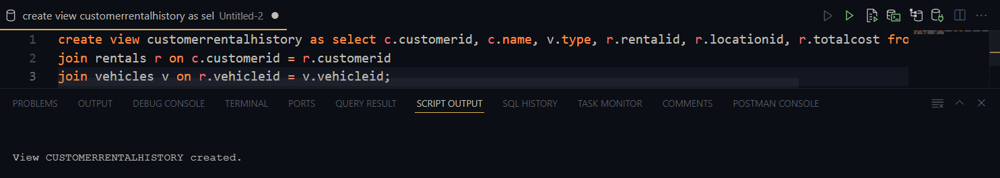 create view customerrentalhistory as sel Untitled-2
1 create view customerrentalhistory as select c.customerid, c.name, v.type, r.rentalid, r.locationid, r.totalcost fro
2 join rentals r on c.customerid = r.customerid
3 join vehicles v on r.vehicleid = v.vehicleid;
PROBLEMS OUTPUT DEBUG CONSOLE TERMINAL PORTS QUERY RESULT SCRIPT OUTPUT SQL HISTORY TASK MONITOR COMMENTS POSTMAN CONSOLE
View CUSTOMERRENTALHISTORY created.